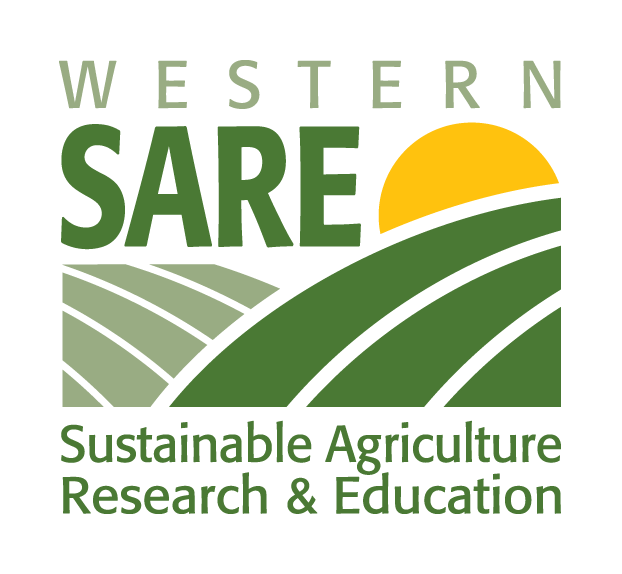 WESTERN
SARE
Sustainable Agriculture
Research & Education